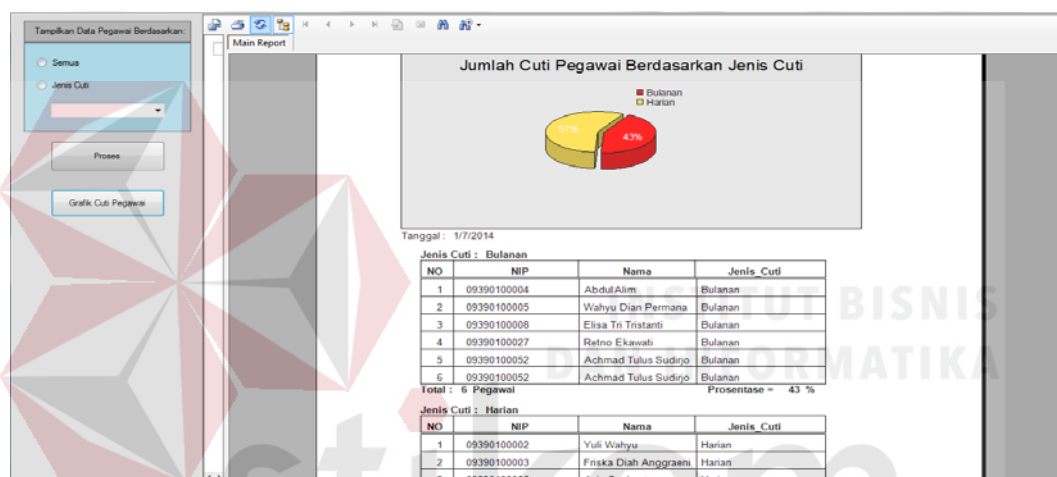 Tampilkan Data Pegawai Berdasarkan:
Semua
Jenis Cuti
Proses
Grafik Cuti Pegawai
Main Report
Jumlah Cuti Pegawai Berdasarkan Jenis Cuti
Bulanan
Harian
57%
43%
Tanggal : 1/7/2014
Jenis Cuti : Bulanan
NO NIP Nama Jenis_Cuti
1 09390100004 AbdulAlim Bulanan
2 09390100005 Wahyu Dian Permana Bulanan
3 09390100008 Elisa Tri Tristanti Bulanan
4 09390100027 Retno Ekawati Bulanan
5 09390100052 Achmad Tulus Sudirjo Bulanan
6 09390100052 Achmad Tulus Sudirjo Bulanan
Total : 6 Pegawai Prosentase = 43 %
Jenis Cuti : Harian
NO NIP Nama Jenis_Cuti
1 09390100002 Yuli Wahyu Harian
2 09390100003 Friska Diah Anggraeni Harian
INSTITUT BISNIS
DAN INFORMATIKA
stikom